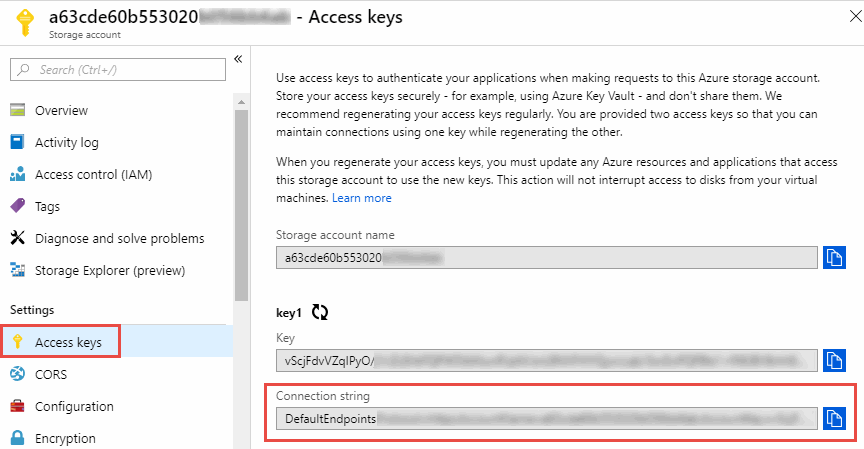 a63cde60b553020 - Access keys
Storage account
Search (Ctrl+/)
«
Overview
Activity log
Access control (IAM)
Tags
Diagnose and solve problems
Storage Explorer (preview)
Settings
Access keys
CORS
Configuration
Encryption
Use access keys to authenticate your applications when making requests to this Azure storage account.
Store your access keys securely - for example, using Azure Key Vault - and don't share them. We
recommend regenerating your access keys regularly. You are provided two access keys so that you can
maintain connections using one key while regenerating the other.
When you regenerate your access keys, you must update any Azure resources and applications that access
this storage account to use the new keys. This action will not interrupt access to disks from your virtual
machines. Learn more
Storage account name
a63cde60b553020
key1
Key
vScjFdvVZqIPyO/
Connection string
DefaultEndpoints